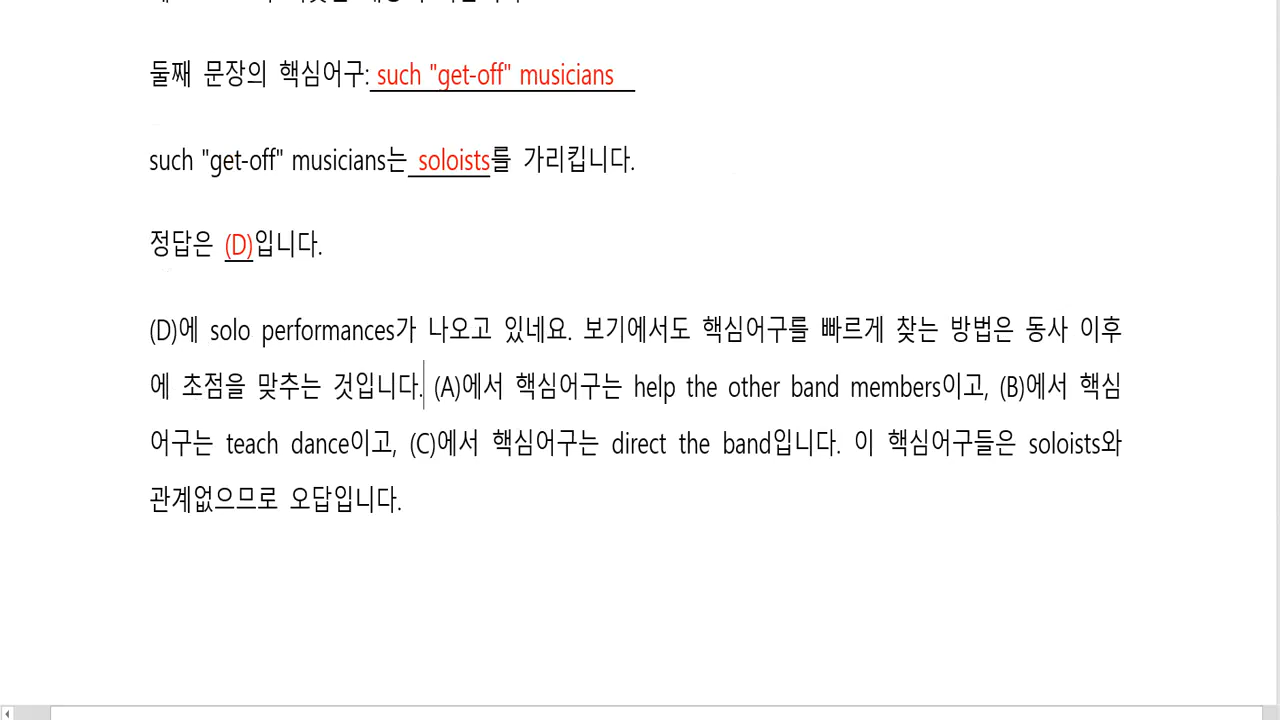 둘째 문장의 핵심어구: such "get-off" musicians
such "get-off" musicians는 soloists를 가리킵니다.
정답은 (D)입니다.
(D)에 solo performances가 나오고 있네요. 보기에서도 핵심어구를 빠르게 찾는 방법은 동사 이후
에 초점을 맞추는 것입니다. (A)에서 핵심어구는 help the other band members이고, (B)에서 핵심
어구는 teach dance이고, (C)에서 핵심어구는 direct the band입니다. 이 핵심어구들은 soloists와
관계없으므로 오답입니다.